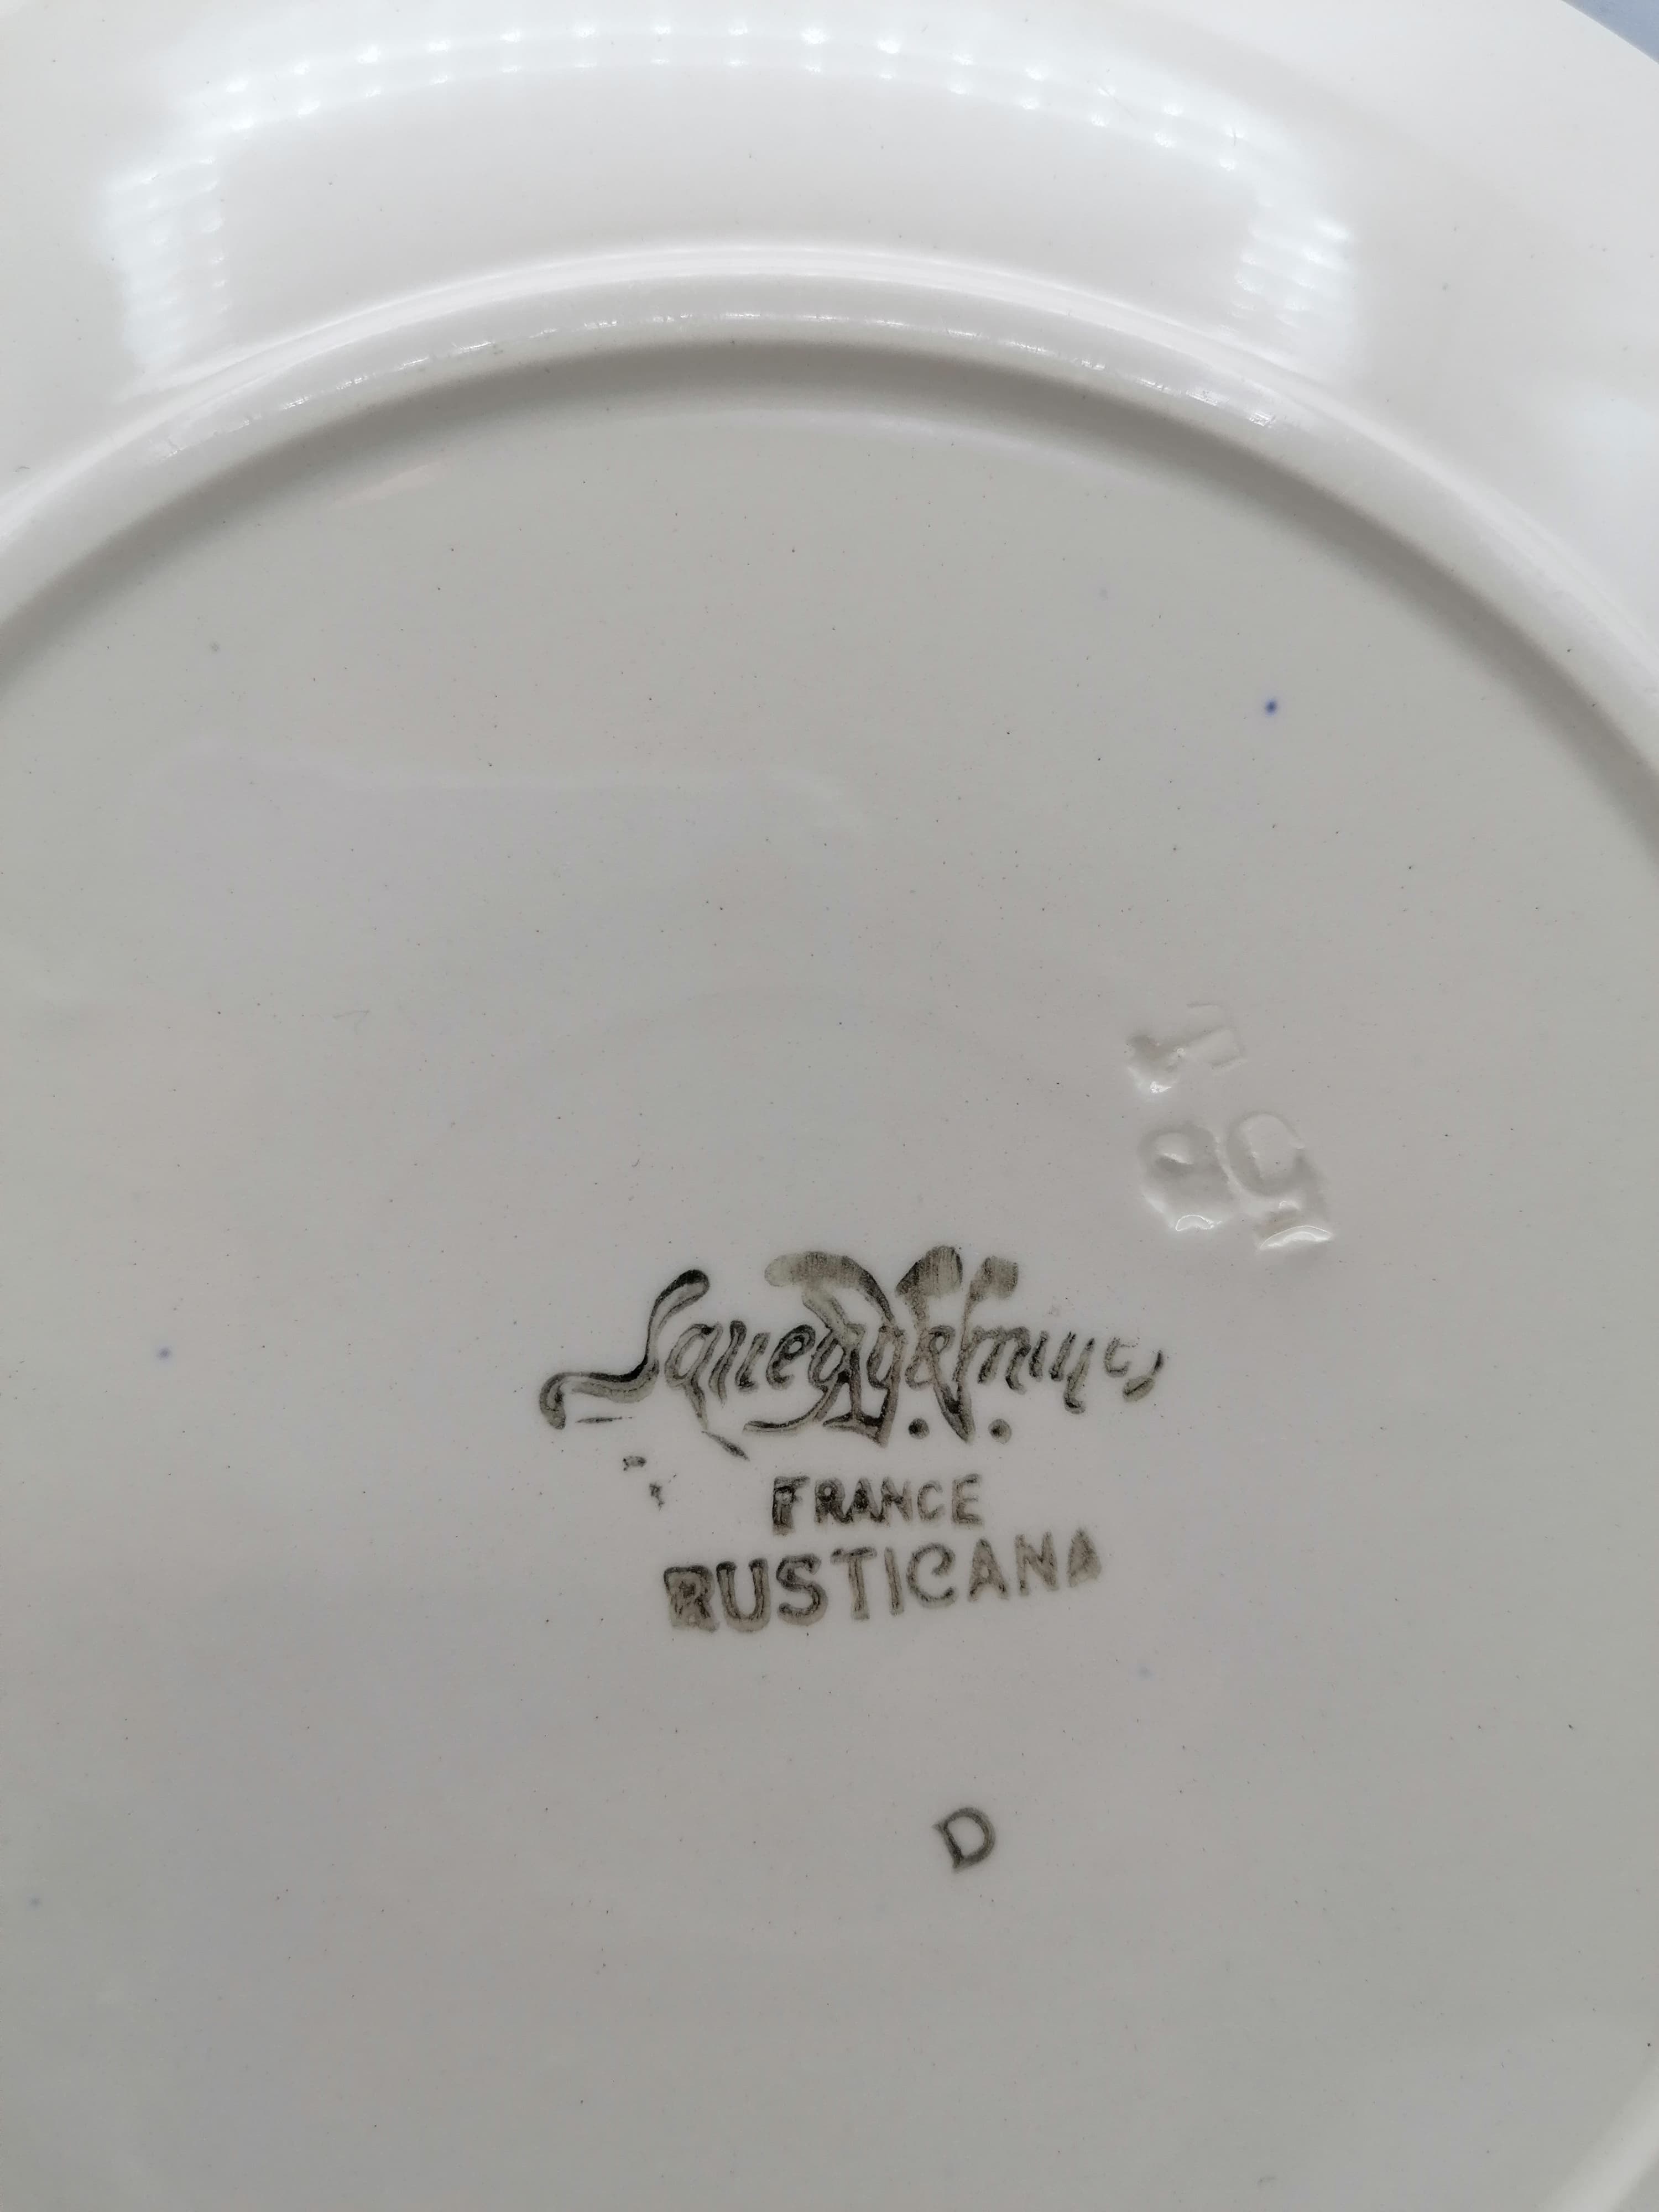 Sarreguemines
D.V.
FRANCE
RUSTICANA
D